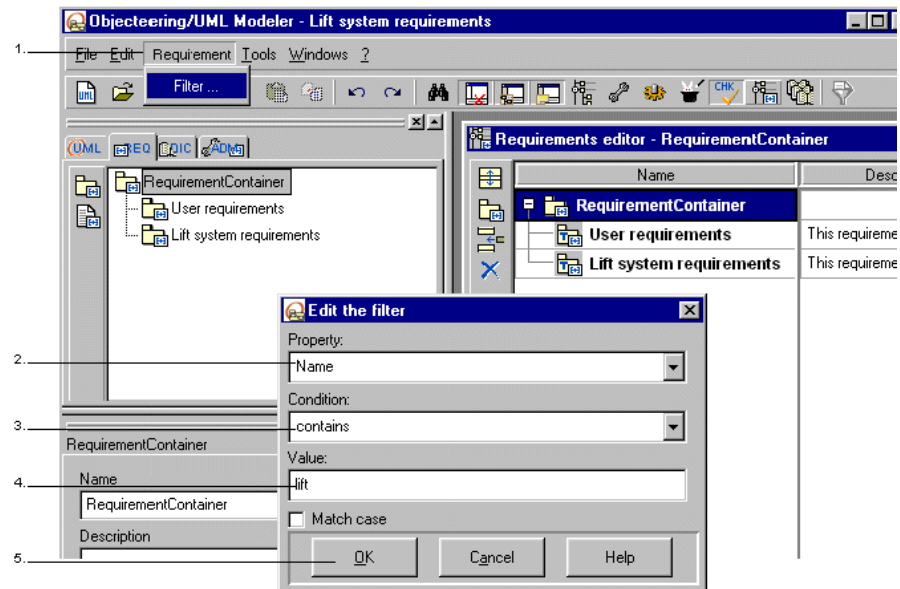 Objecteering/UML Modeler - Lift system requirements
1.
File Edit Requirement Tools Windows ?
Filter ...
CHK
UML REQ DIC ADM
Requirements editor - RequirementContainer
Name Desc
RequirementContainer
User requirements
Lift system requirements
RequirementContainer
User requirements This requireme
Lift system requirements This requireme
Edit the filter
Property:
2. Name
Condition:
3. contains
Value:
4. lift
Match case
5. OK Cancel Help
RequirementContainer
Name
RequirementContainer
Description